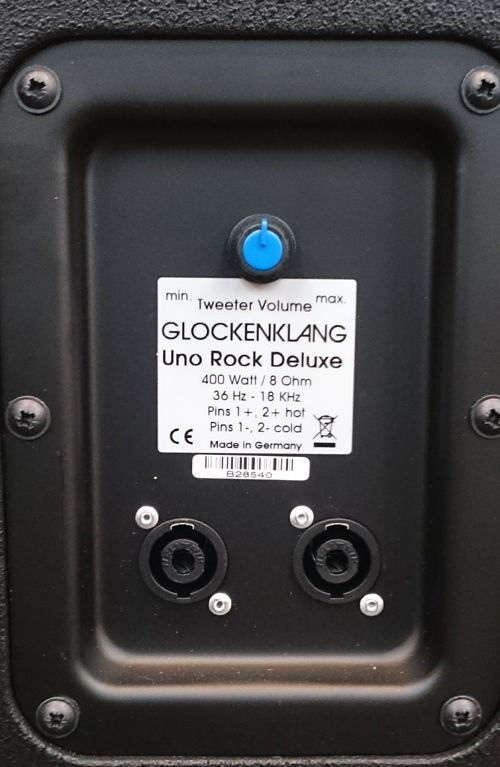 min. Tweeter Volume max.
GLOCKENKLANG
Uno Rock Deluxe
400 Watt / 8 Ohm
36 Hz - 18 KHz
Pins 1+, 2+ hot
Pins 1-, 2- cold
CE Made in Germany
B28540